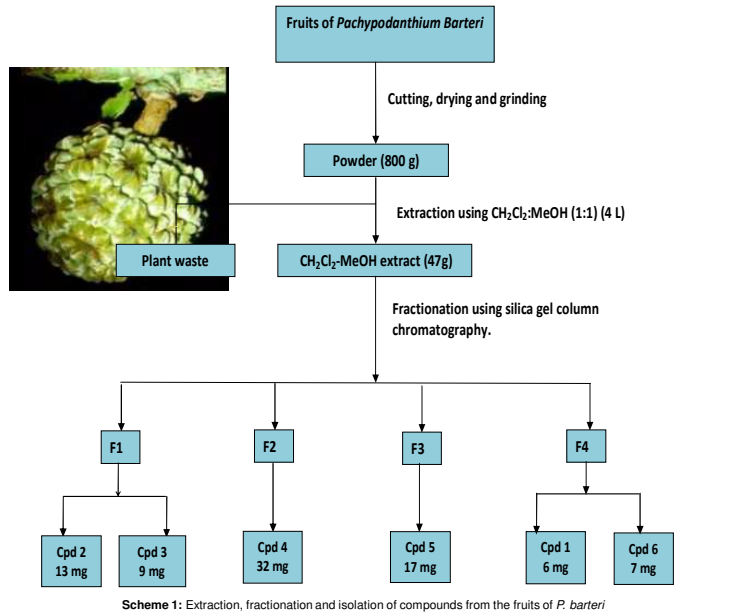 Fruits of Pachypodanthium Barteri
Cutting, drying and grinding
Powder (800 g)
Extraction using CH₂Cl₂:MeOH (1:1) (4 L)
Plant waste
CH₂Cl₂-MeOH extract (47g)
Fractionation using silica gel column
chromatography.
F1
F2
F3
F4
Cpd 2
13 mg
Cpd 3
9 mg
Cpd 4
32 mg
Cpd 5
17 mg
Cpd 1
6 mg
Cpd 6
7 mg
Scheme 1: Extraction, fractionation and isolation of compounds from the fruits of P. barteri